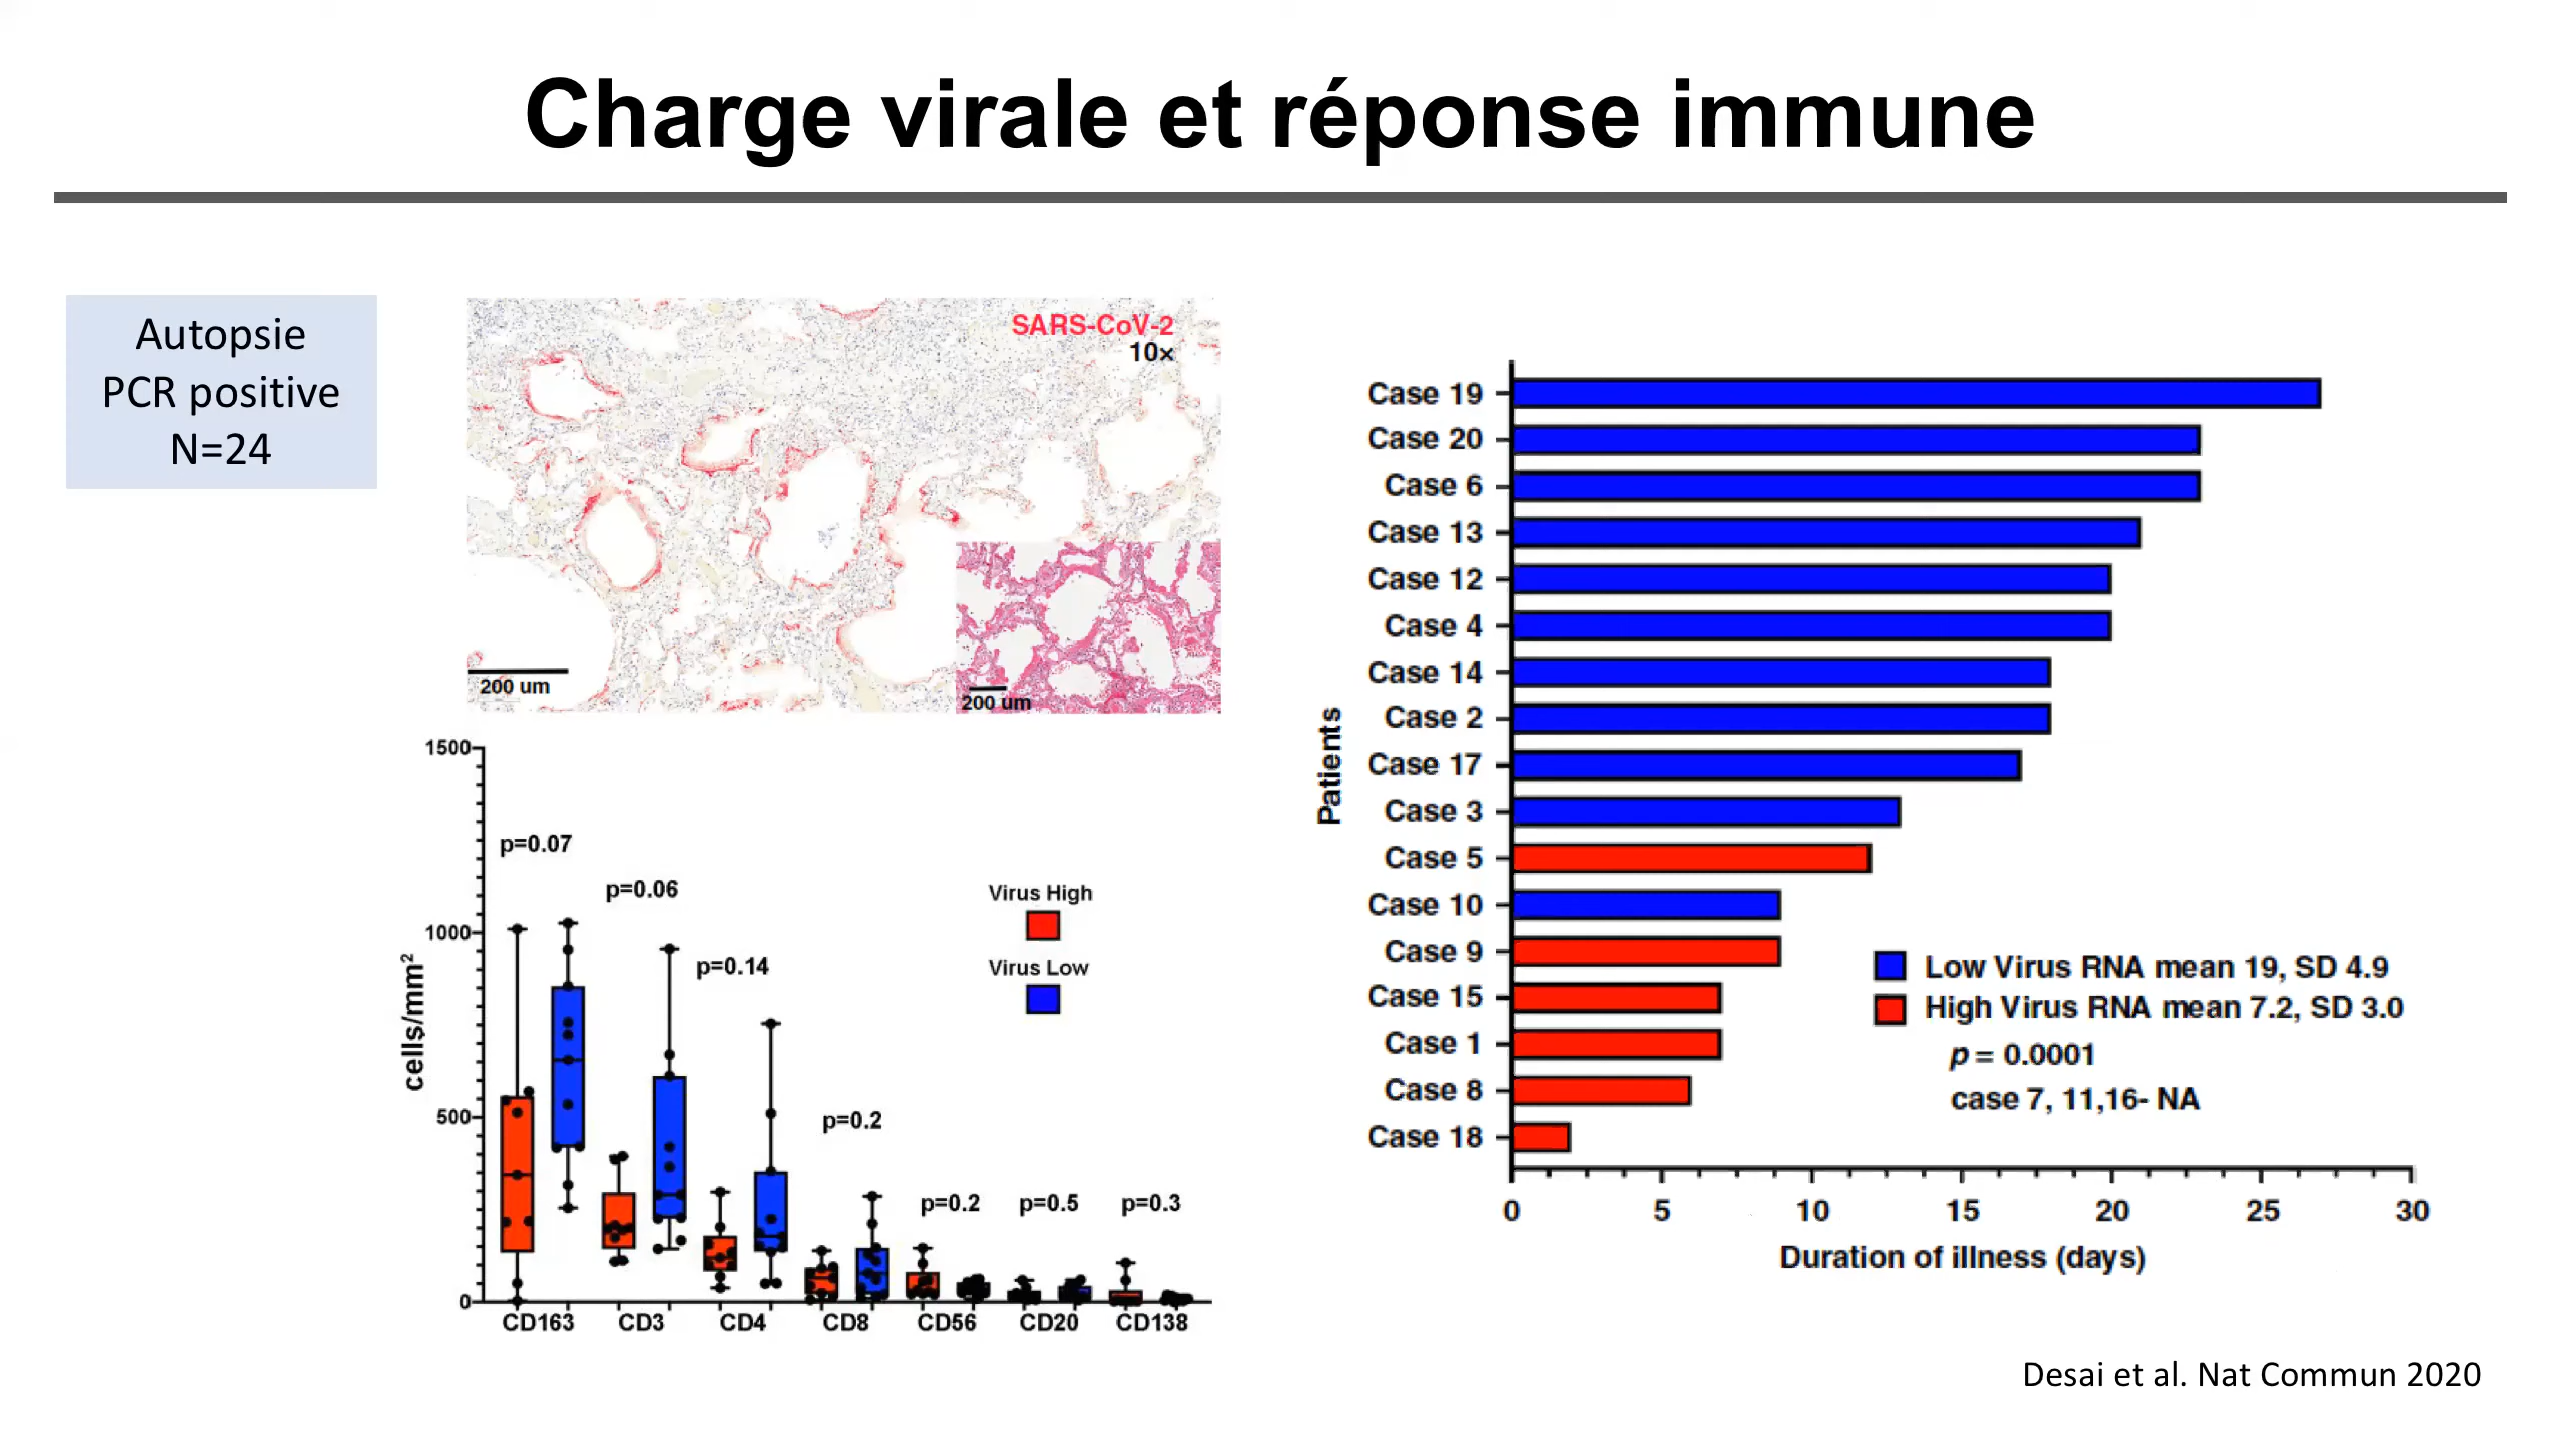 Charge virale et réponse immune
Autopsie
PCR positive
N=24
SARS-CoV-2
10×
200 um
200 um
1500
1000
500
0
cells/mm²
p=0.07
p=0.06
p=0.14
p=0.2
p=0.2
p=0.5
p=0.3
Virus High
Virus Low
CD163 CD3 CD4 CD8 CD56 CD20 CD138
Patients
Case 19
Case 20
Case 6
Case 13
Case 12
Case 4
Case 14
Case 2
Case 17
Case 3
Case 5
Case 10
Case 9
Case 15
Case 1
Case 8
Case 18
Low Virus RNA mean 19, SD 4.9
High Virus RNA mean 7.2, SD 3.0
p = 0.0001
case 7, 11,16- NA
0 5 10 15 20 25 30
Duration of illness (days)
Desai et al. Nat Commun 2020